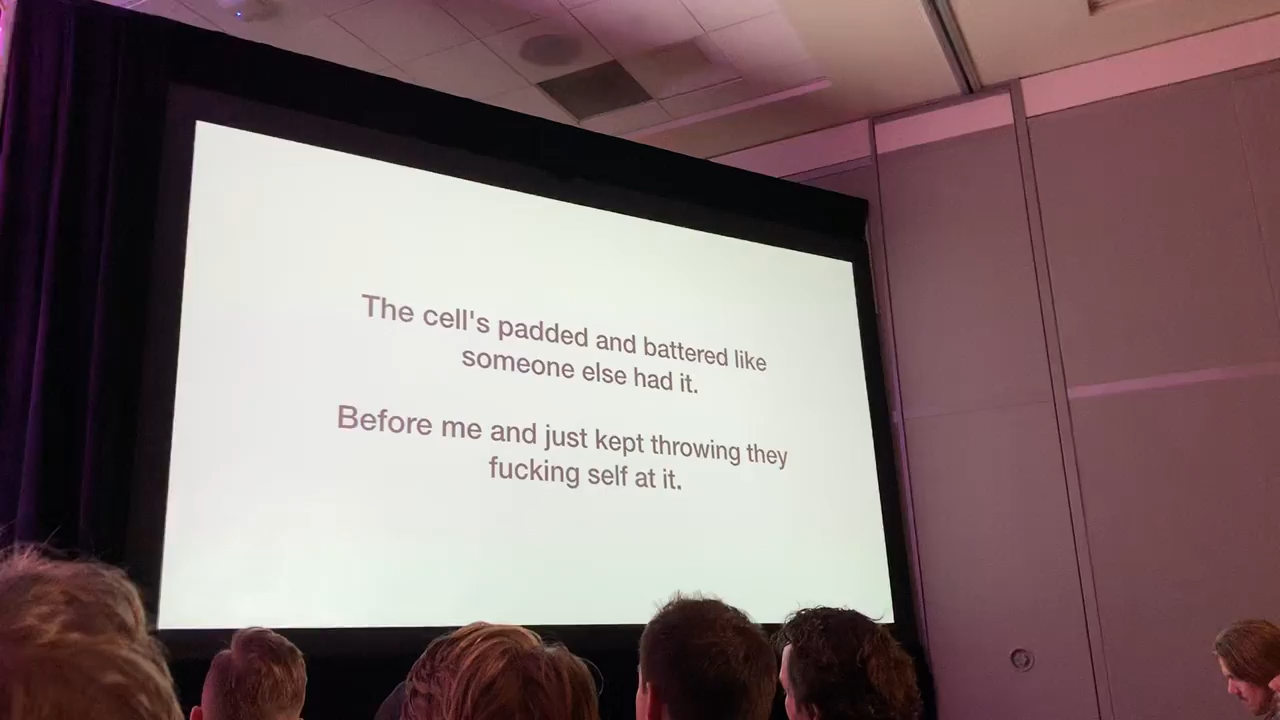 The cell's padded and battered like
someone else had it.
Before me and just kept throwing they
fucking self at it.